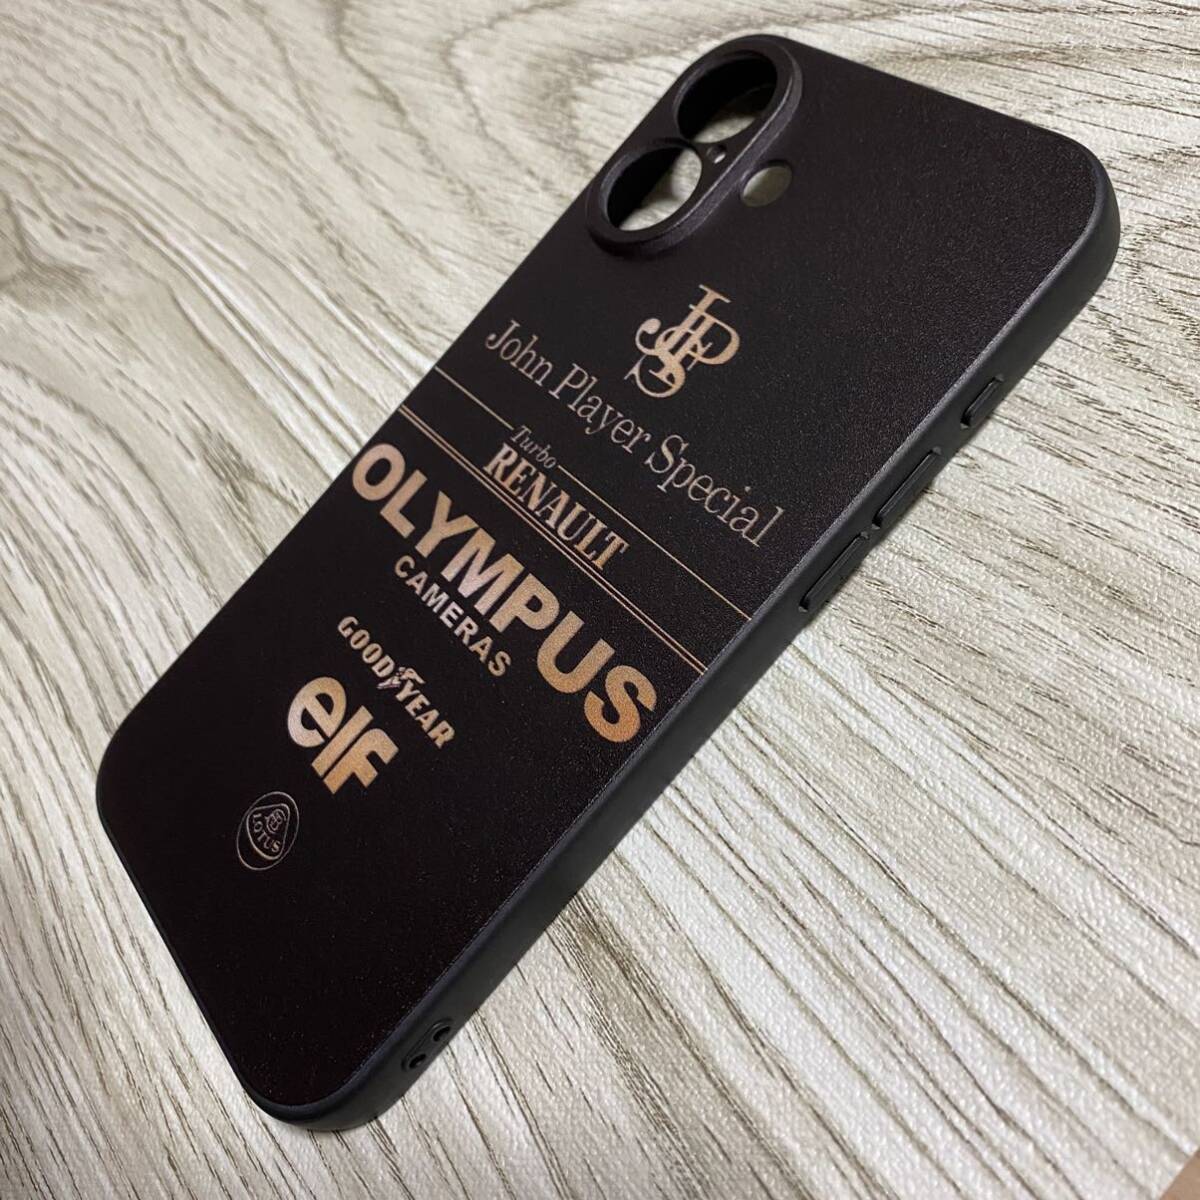 JPS
John Player Special
Turbo
RENAULT
OLYMPUS
CAMERAS
GOODYEAR
elf
LOTUS